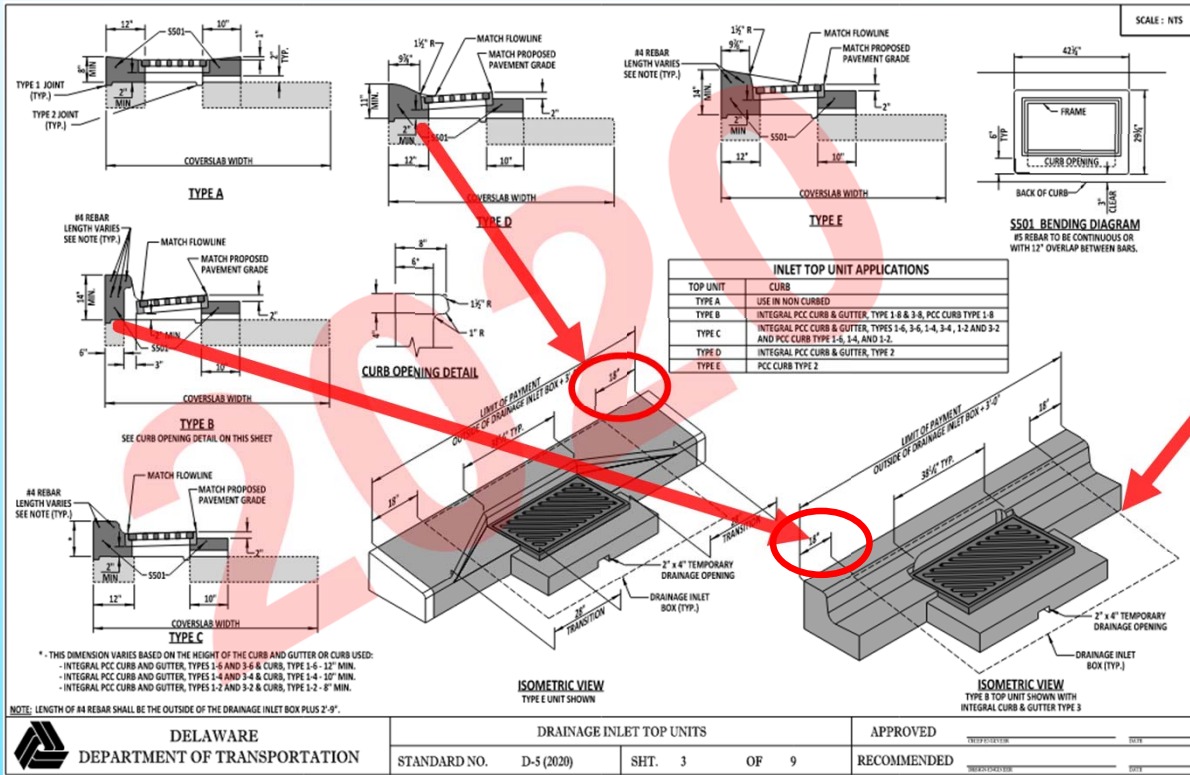 SCALE : NTS
12"
S501
10"
1"
2"
TYP.
8"
MIN
TYPE 1 JOINT
(TYP.)
2"
MIN
TYPE 2 JOINT
(TYP.)
COVERSLAB WIDTH
TYPE A
1½" R
MATCH FLOWLINE
MATCH PROPOSED
PAVEMENT GRADE
11"
MIN.
2"
2"
MIN
S501
12"
10"
COVERSLAB WIDTH
TYPE D
1½" R
MATCH FLOWLINE
MATCH PROPOSED
PAVEMENT GRADE
#4 REBAR
LENGTH VARIES
SEE NOTE (TYP.)
14"
MIN.
2"
2"
MIN
S501
12"
10"
COVERSLAB WIDTH
TYPE E
FRAME
6"
TYP
CURB OPENING
BACK OF CURB
3"
CLEAR
S501 BENDING DIAGRAM
#5 REBAR TO BE CONTINUOUS OR
WITH 12" OVERLAP BETWEEN BARS.
#4 REBAR
LENGTH VARIES
SEE NOTE (TYP.)
MATCH FLOWLINE
MATCH PROPOSED
PAVEMENT GRADE
14"
MIN.
2"
2" MIN
S501
6"
3"
10"
COVERSLAB WIDTH
TYPE B
SEE CURB OPENING DETAIL ON THIS SHEET
8"
6"
1½" R
1" R
CURB OPENING DETAIL
INLET TOP UNIT APPLICATIONS
TOP UNIT CURB
TYPE A USE IN NON CURBED
TYPE B INTEGRAL PCC CURB & GUTTER, TYPE 1-8 & 3-8, PCC CURB TYPE 1-8
TYPE C INTEGRAL PCC CURB & GUTTER, TYPES 1-6, 3-6, 1-4, 3-4 , 1-2 AND 3-2
AND PCC CURB TYPE 1-6, 1-4, AND 1-2.
TYPE D INTEGRAL PCC CURB & GUTTER, TYPE 2
TYPE E PCC CURB TYPE 2
2020
MATCH FLOWLINE
MATCH PROPOSED
PAVEMENT GRADE
#4 REBAR
LENGTH VARIES
SEE NOTE (TYP.)
*
2"
2"
MIN
S501
12"
10"
COVERSLAB WIDTH
TYPE C
* - THIS DIMENSION VARIES BASED ON THE HEIGHT OF THE CURB AND GUTTER OR CURB USED:
- INTEGRAL PCC CURB AND GUTTER, TYPES 1-6 AND 3-6 & CURB, TYPE 1-6 - 12" MIN.
- INTEGRAL PCC CURB AND GUTTER, TYPES 1-4 AND 3-4 & CURB, TYPE 1-4 - 10" MIN.
- INTEGRAL PCC CURB AND GUTTER, TYPES 1-2 AND 3-2 & CURB, TYPE 1-2 - 8" MIN.
NOTE: LENGTH OF #4 REBAR SHALL BE THE OUTSIDE OF THE DRAINAGE INLET BOX PLUS 2'-9".
LIMIT OF PAYMENT
OUTSIDE OF DRAINAGE INLET BOX + 3'
18"
TYP.
18"
TRANSITION
2" x 4" TEMPORARY
DRAINAGE OPENING
DRAINAGE INLET
BOX (TYP.)
28"
TRANSITION
ISOMETRIC VIEW
TYPE E UNIT SHOWN
LIMIT OF PAYMENT
OUTSIDE OF DRAINAGE INLET BOX + 3'-0"
18"
38½" TYP.
18"
2" x 4" TEMPORARY
DRAINAGE OPENING
DRAINAGE INLET
BOX (TYP.)
ISOMETRIC VIEW
TYPE B TOP UNIT SHOWN WITH
INTEGRAL CURB & GUTTER TYPE 3
DELAWARE
DEPARTMENT OF TRANSPORTATION
DRAINAGE INLET TOP UNITS
STANDARD NO. D-5 (2020) SHT. 3 OF 9
APPROVED
RECOMMENDED